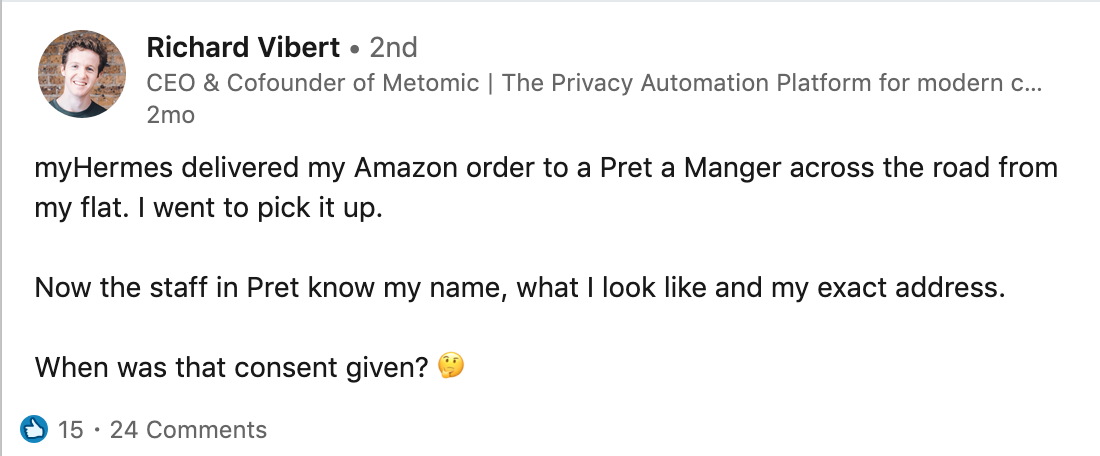 Richard Vibert • 2nd
CEO & Cofounder of Metomic | The Privacy Automation Platform for modern c...
2mo
myHermes delivered my Amazon order to a Pret a Manger across the road from
my flat. I went to pick it up.
Now the staff in Pret know my name, what I look like and my exact address.
When was that consent given? 🤔
15 · 24 Comments